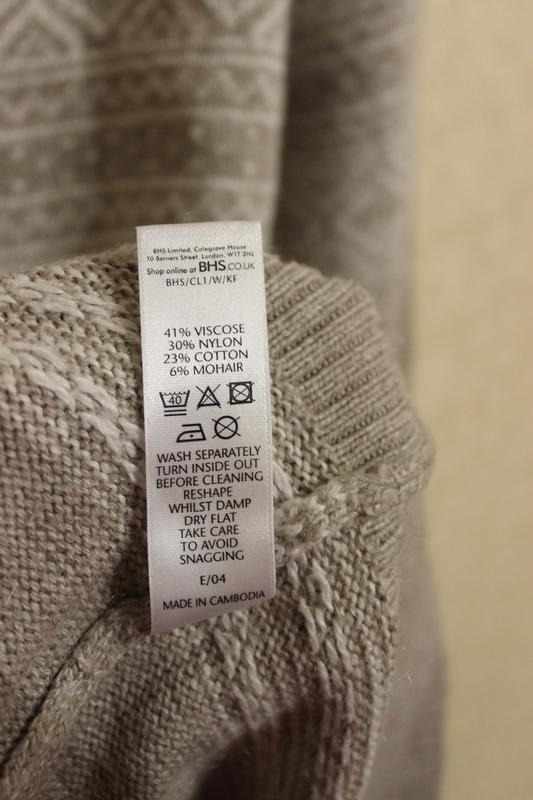 BHS Limited, Colegrave House
70 Berners Street, London, W1T 3NL
Shop online at BHS.CO.UK
BHS/CL1/W/KF
41% VISCOSE
30% NYLON
23% COTTON
6% MOHAIR
40
WASH SEPARATELY
TURN INSIDE OUT
BEFORE CLEANING
RESHAPE
WHILST DAMP
DRY FLAT
TAKE CARE
TO AVOID
SNAGGING
E/04
MADE IN CAMBODIA